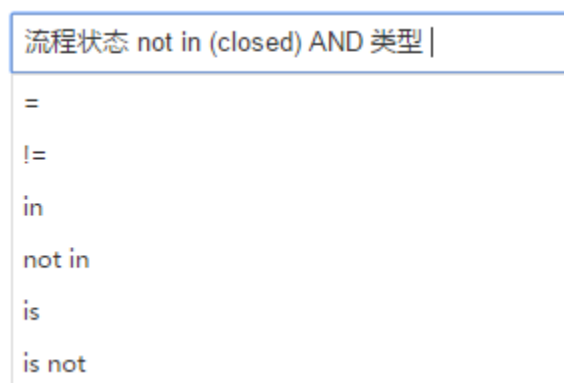 流程状态 not in (closed) AND 类型
=
!=
in
not in
is
is not